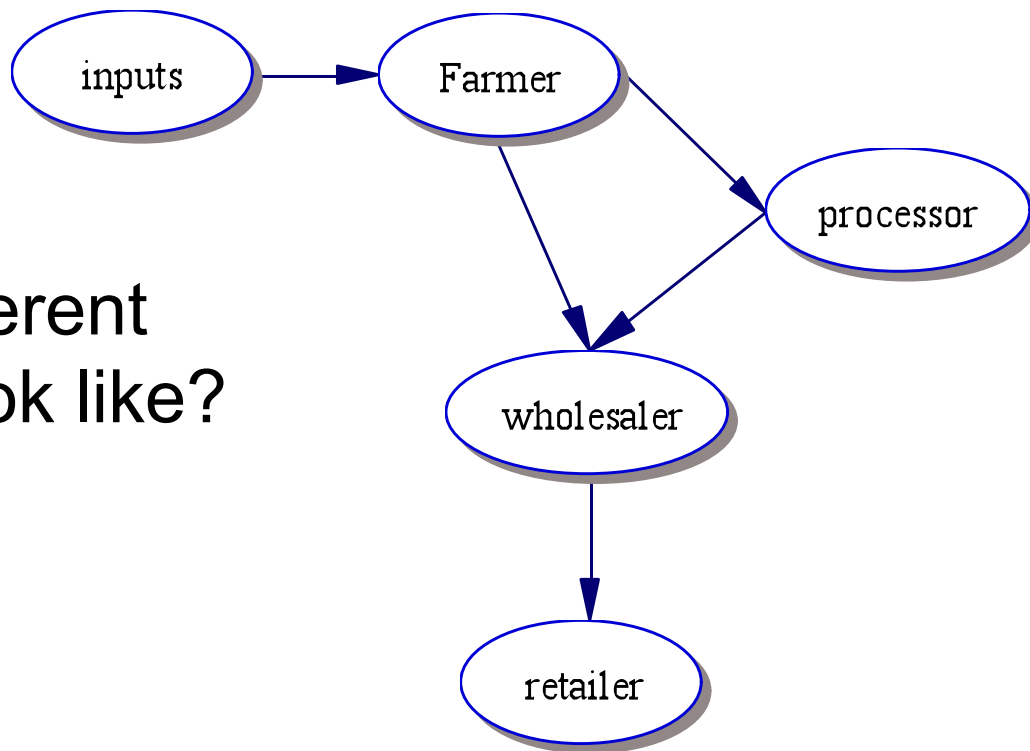 inputs
Farmer
processor
erent
ok like?
wholesaler
retailer